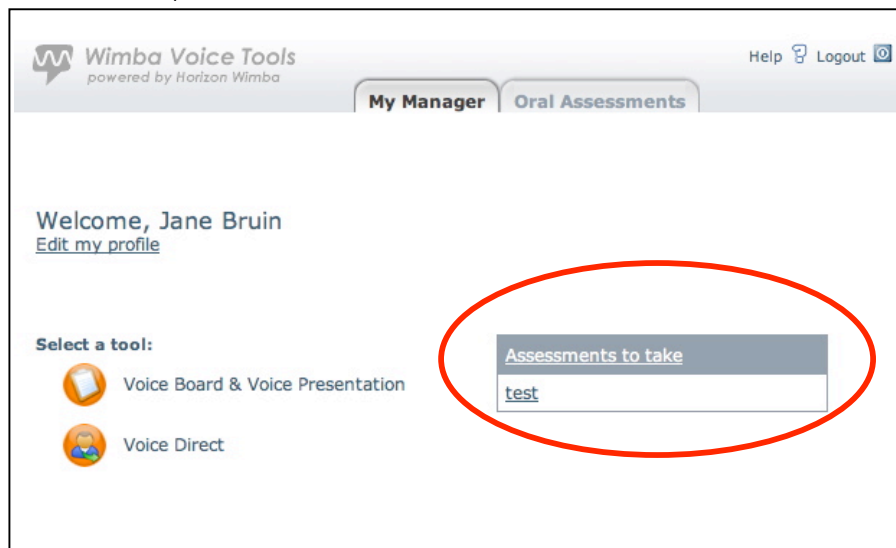 Wimba Voice Tools
powered by Horizon Wimba
Help Logout
My Manager Oral Assessments
Welcome, Jane Bruin
Edit my profile
Select a tool:
Assessments to take
Voice Board & Voice Presentation
test
Voice Direct